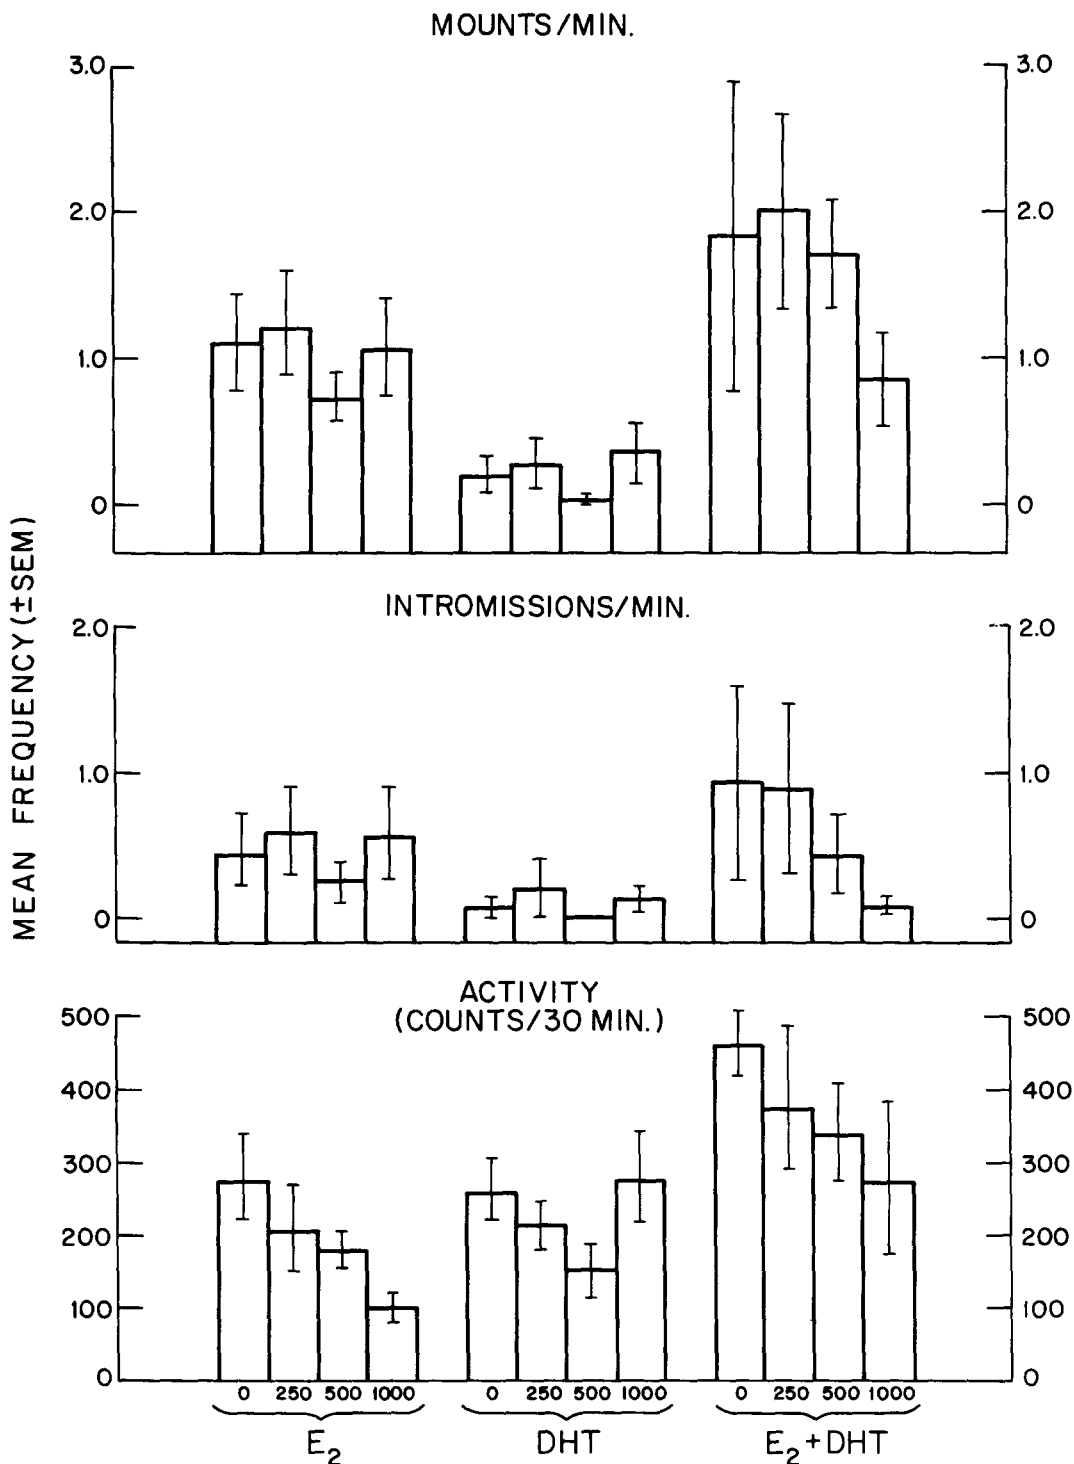 MOUNTS/MIN.
3.0 3.0
2.0 2.0
1.0 1.0
0 0
MEAN FREQUENCY (±SEM)
INTROMISSIONS/MIN.
2.0 2.0
1.0 1.0
0 0
ACTIVITY
(COUNTS/30 MIN.)
500 500
400 400
300 300
200 200
100 100
0 0
0 250 500 1000 0 250 500 1000 0 250 500 1000
E₂ DHT E₂+DHT